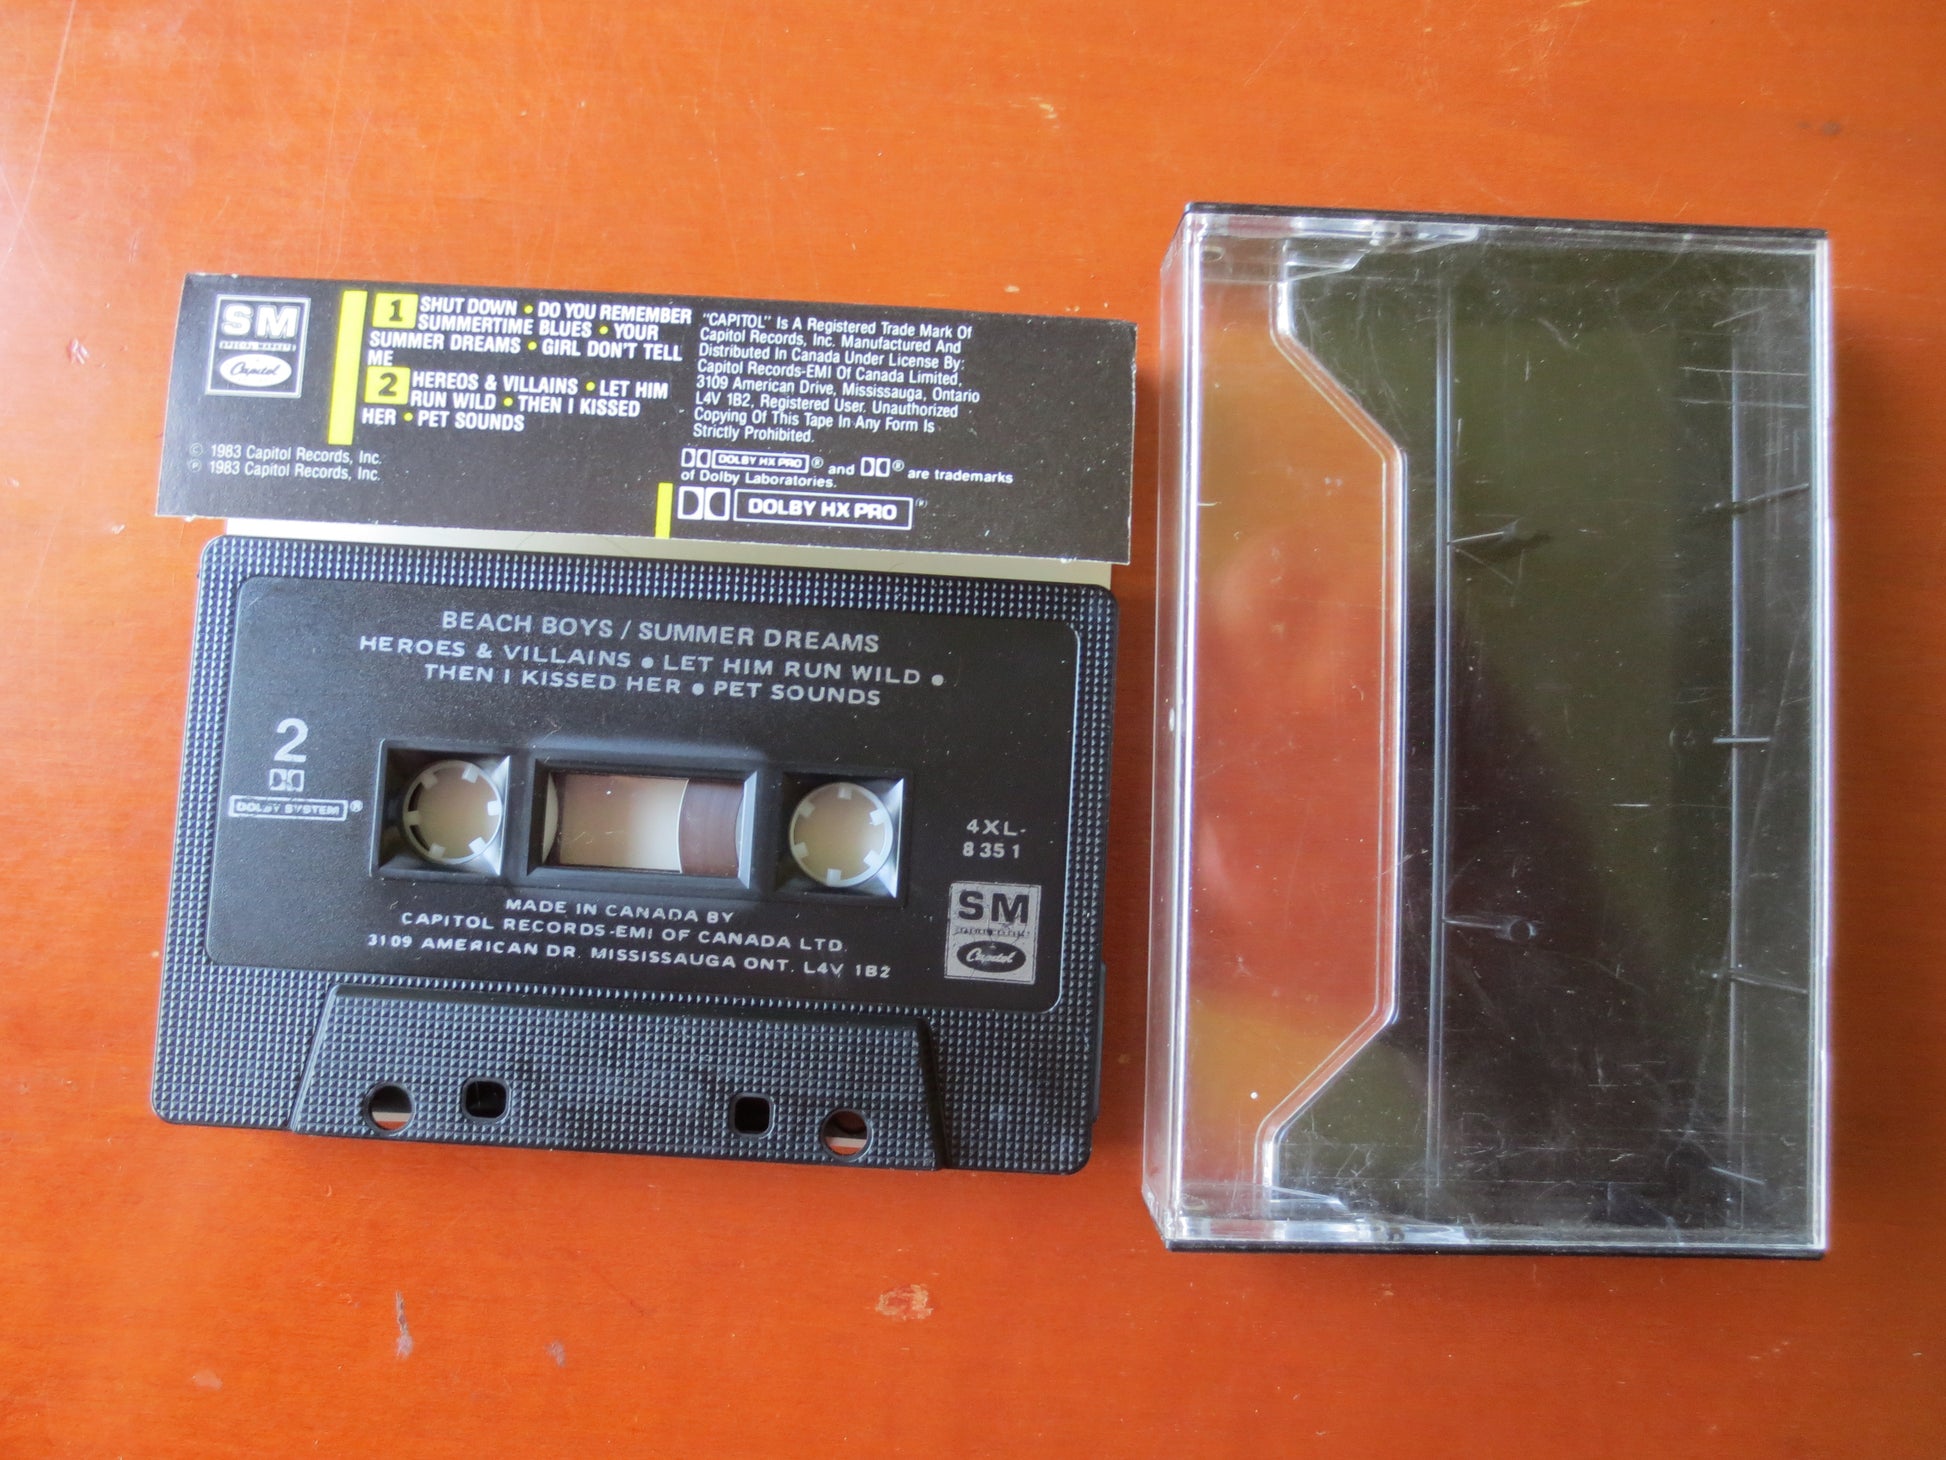 SM
SPECIAL MARKETS
Capitol
1 SHUT DOWN • DO YOU REMEMBER
SUMMERTIME BLUES • YOUR
SUMMER DREAMS • GIRL DON'T TELL
ME
2 HEREOS & VILLAINS • LET HIM
RUN WILD • THEN I KISSED
HER • PET SOUNDS
© 1983 Capitol Records, Inc.
℗ 1983 Capitol Records, Inc.
"CAPITOL" Is A Registered Trade Mark Of
Capitol Records, Inc. Manufactured And
Distributed In Canada Under License By:
Capitol Records-EMI Of Canada Limited,
3109 American Drive, Mississauga, Ontario
L4V 1B2, Registered User. Unauthorized
Copying Of This Tape In Any Form Is
Strictly Prohibited.
DOLBY HX PRO ® and ® are trademarks
of Dolby Laboratories.
DOLBY HX PRO ®
BEACH BOYS / SUMMER DREAMS
HEROES & VILLAINS • LET HIM RUN WILD •
THEN I KISSED HER • PET SOUNDS
2
DOLBY SYSTEM ®
4XL-
8351
MADE IN CANADA BY
CAPITOL RECORDS-EMI OF CANADA LTD.
3109 AMERICAN DR. MISSISSAUGA ONT. L4V 1B2
SM
SPECIAL MARKETS
Capitol